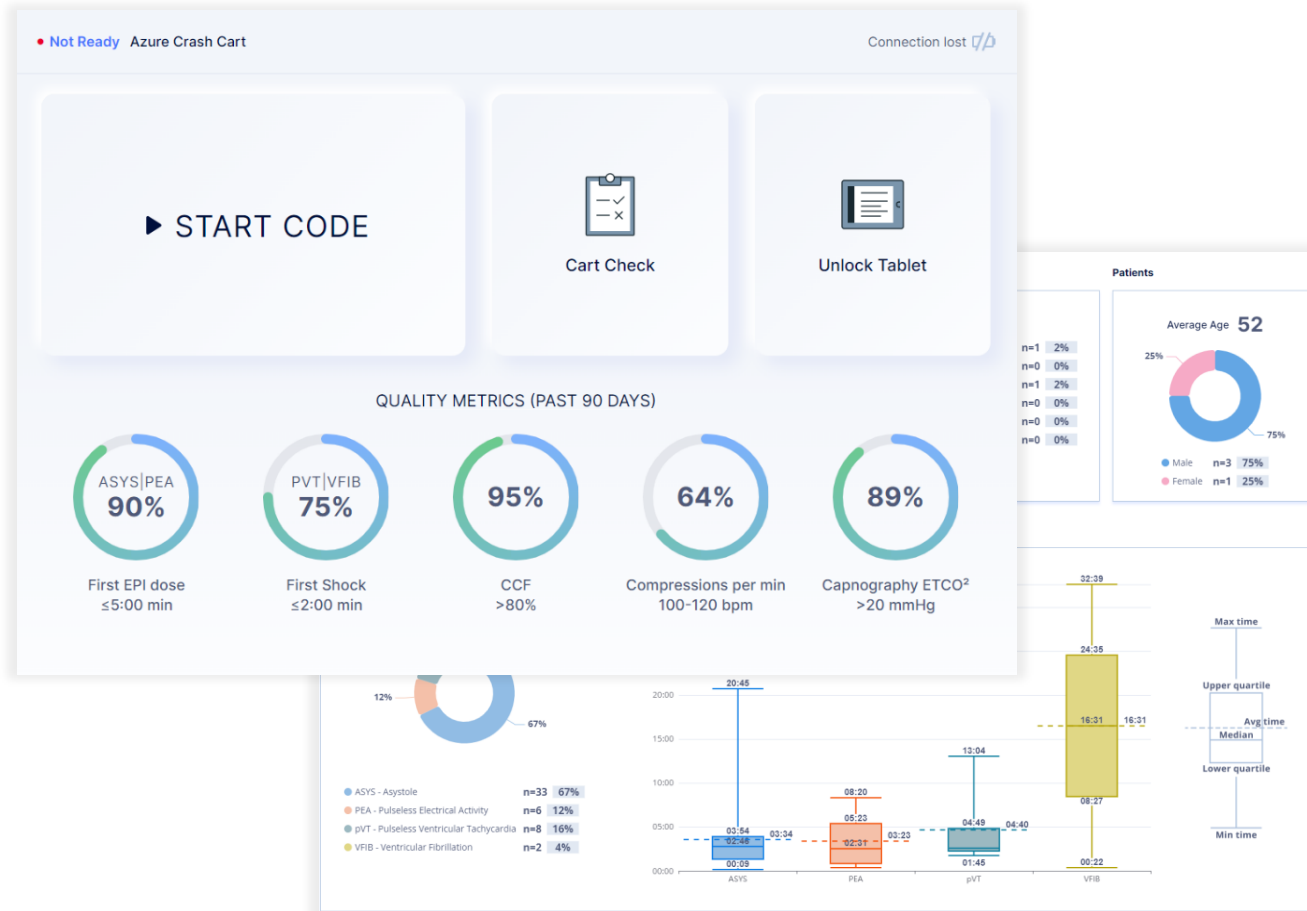 Not Ready Azure Crash Cart
Connection lost
START CODE
Cart Check
Unlock Tablet
QUALITY METRICS (PAST 90 DAYS)
ASYS|PEA
90%
First EPI dose
≤5:00 min
PVT|VFIB
75%
First Shock
≤2:00 min
95%
CCF
>80%
64%
Compressions per min
100-120 bpm
89%
Capnography ETCO²
>20 mmHg
n=1 2%
n=0 0%
n=1 2%
n=0 0%
n=0 0%
n=0 0%
Patients
Average Age 52
25%
75%
Male n=3 75%
Female n=1 25%
12%
67%
ASYS - Asystole n=33 67%
PEA - Pulseless Electrical Activity n=6 12%
pVT - Pulseless Ventricular Tachycardia n=8 16%
VFIB - Ventricular Fibrillation n=2 4%
20:00
15:00
10:00
05:00
00:00
20:45
03:54
03:34
02:46
00:09
ASYS
08:20
05:23
03:23
02:31
PEA
13:04
04:49
04:40
01:45
pVT
32:39
24:35
16:31
16:31
08:27
00:22
VFIB
Max time
Upper quartile
Avg time
Median
Lower quartile
Min time